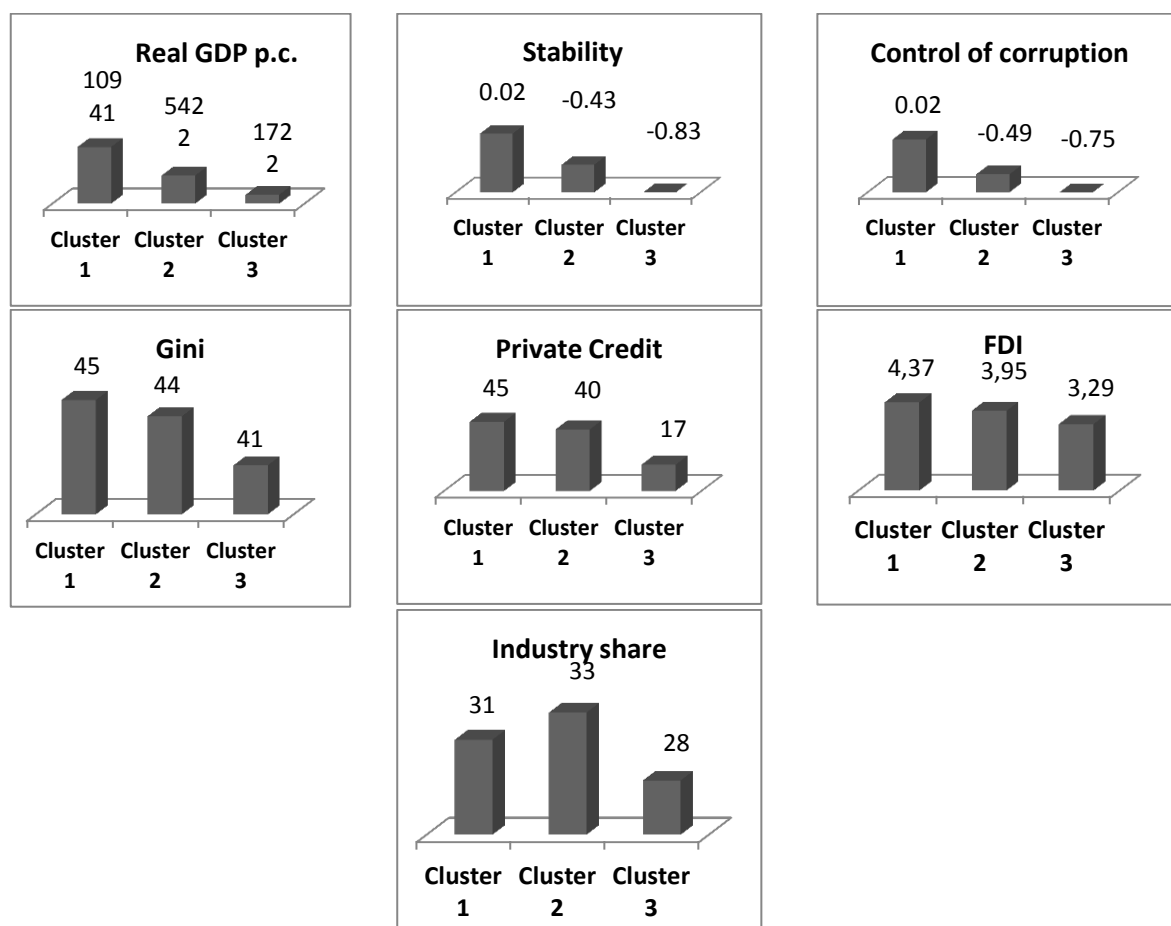 Real GDP p.c.
109
41
542
2
172
2
Cluster
1
Cluster
2
Cluster
3
Stability
0.02
-0.43
-0.83
Cluster
1
Cluster
2
Cluster
3
Control of corruption
0.02
-0.49
-0.75
Cluster
1
Cluster
2
Cluster
3
Gini
45
44
41
Cluster
1
Cluster
2
Cluster
3
Private Credit
45
40
17
Cluster
1
Cluster
2
Cluster
3
FDI
4,37
3,95
3,29
Cluster
1
Cluster
2
Cluster
3
Industry share
31
33
28
Cluster
1
Cluster
2
Cluster
3